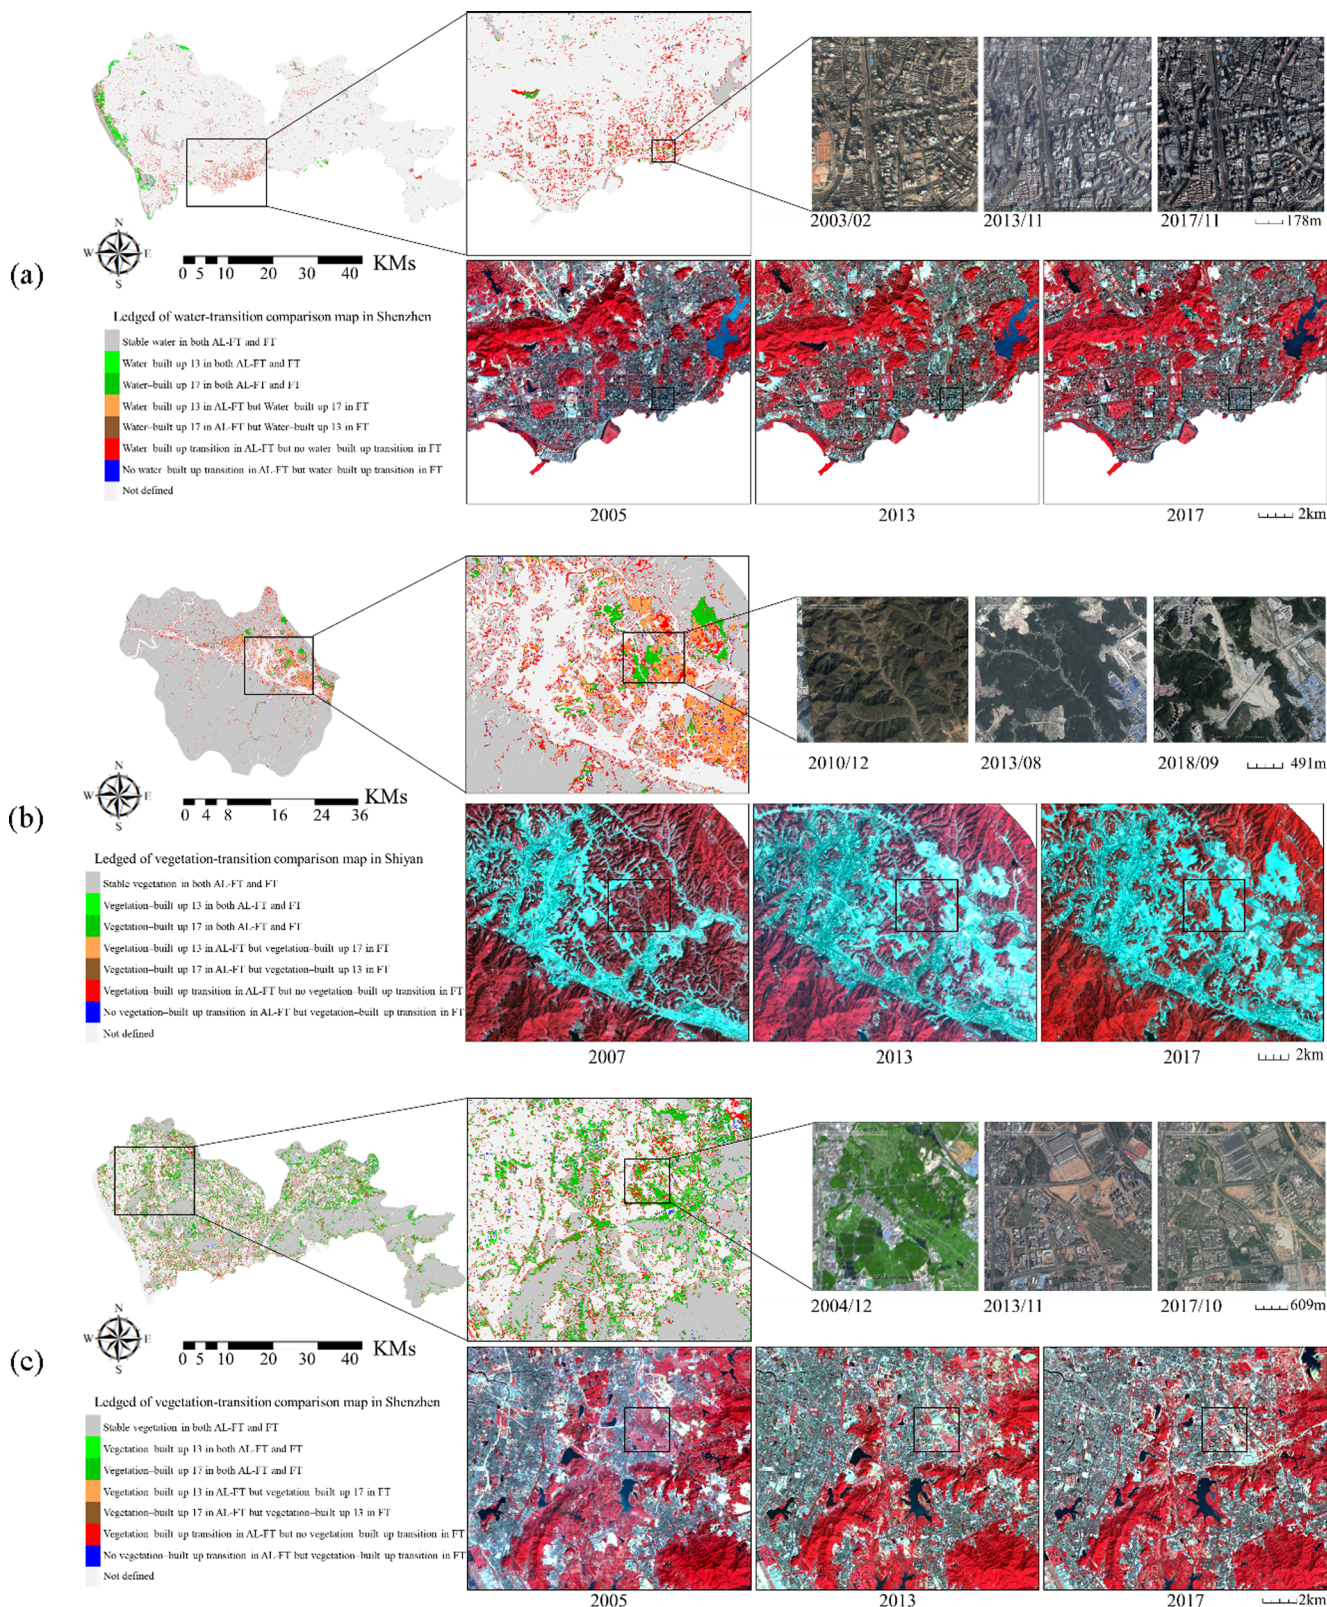 2003/02
2013/11
2017/11
178m
N
W
E
S
0 5 10 20 30 40
KMs
(a)
Ledged of water-transition comparison map in Shenzhen
Stable water in both AL-FT and FT
Water–built up 13 in both AL-FT and FT
Water–built up 17 in both AL-FT and FT
Water–built up 13 in AL-FT but Water–built up 17 in FT
Water–built up 17 in AL-FT but Water–built up 13 in FT
Water–built up transition in AL-FT but no water–built up transition in FT
No water–built up transition in AL-FT but water–built up transition in FT
Not defined
2005
2013
2017
2km
2010/12
2013/08
2018/09
491m
N
W
E
S
0 4 8 16 24 36
KMs
(b)
Ledged of vegetation-transition comparison map in Shiyan
Stable vegetation in both AL-FT and FT
Vegetation–built up 13 in both AL-FT and FT
Vegetation–built up 17 in both AL-FT and FT
Vegetation–built up 13 in AL-FT but vegetation–built up 17 in FT
Vegetation–built up 17 in AL-FT but vegetation–built up 13 in FT
Vegetation–built up transition in AL-FT but no vegetation–built up transition in FT
No vegetation–built up transition in AL-FT but vegetation–built up transition in FT
Not defined
2007
2013
2017
2km
2004/12
2013/11
2017/10
609m
N
W
E
S
0 5 10 20 30 40
KMs
(c)
Ledged of vegetation-transition comparison map in Shenzhen
Stable vegetation in both AL-FT and FT
Vegetation–built up 13 in both AL-FT and FT
Vegetation–built up 17 in both AL-FT and FT
Vegetation–built up 13 in AL-FT but vegetation–built up 17 in FT
Vegetation–built up 17 in AL-FT but vegetation–built up 13 in FT
Vegetation–built up transition in AL-FT but no vegetation–built up transition in FT
No vegetation–built up transition in AL-FT but vegetation–built up transition in FT
Not defined
2005
2013
2017
2km